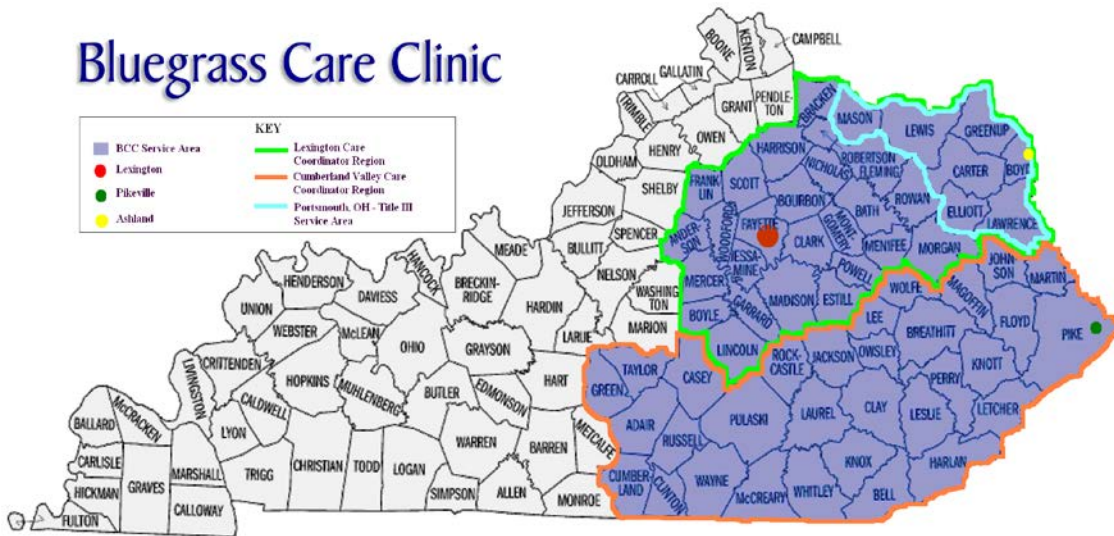 Bluegrass Care Clinic
KEY
BCC Service Area
Lexington
Pikeville
Ashland
Lexington Care
Coordinator Region
Cumberland Valley Care
Coordinator Region
Portsmouth, OH - Title III
Service Area
BOONE
KENTON
CAMPBELL
GALLATIN
CARROLL
TRIMBLE
GRANT
PENDLE-
TON
BRACKEN
MASON
LEWIS
GREENUP
OWEN
HENRY
OLDHAM
HARRISON
ROBERTSON
FLEMING
NICHOLAS
CARTER
BOYD
SHELBY
FRANK
LIN
SCOTT
BOURBON
BATH
ROWAN
ELLIOTT
LAWRENCE
JEFFERSON
SPENCER
BULLITT
ANDER-
SON
WOODFORD
FAYETTE
CLARK
MONT-
GOMERY
MENIFEE
MORGAN
JOHN
SON
MARTIN
MEADE
HANCOCK
BRECKIN-
RIDGE
NELSON
WASHING
TON
MERCER
JESSA
MINE
MADISON
ESTILL
POWELL
WOLFE
MAGOFFIN
FLOYD
PIKE
HENDERSON
DAVIESS
UNION
WEBSTER
McLEAN
HARDIN
LARUE
MARION
BOYLE
GARRARD
LINCOLN
ROCK-
CASTLE
JACKSON
LEE
OWSLEY
BREATHITT
KNOTT
PERRY
LETCHER
CRITTENDEN
LIVINGSTON
HOPKINS
OHIO
GRAYSON
HART
GREEN
TAYLOR
CASEY
PULASKI
LAUREL
CLAY
LESLIE
HARLAN
CALDWELL
MUHLENBERG
BUTLER
EDMONSON
METCALFE
ADAIR
RUSSELL
KNOX
BALLARD
McCRACKEN
LYON
WARREN
BARREN
CARLISLE
GRAVES
MARSHALL
TRIGG
CHRISTIAN
TODD
LOGAN
SIMPSON
ALLEN
MONROE
CUMBER
LAND
CLINTON
WAYNE
McCREARY
WHITLEY
BELL
HICKMAN
FULTON
CALLOWAY